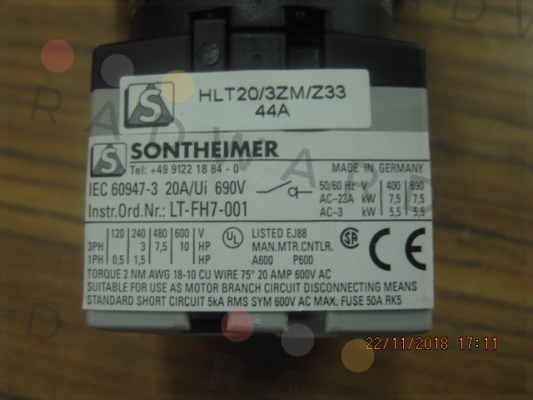 HLT20/3ZM/Z33
44A
S SONTHEIMER
Tel: +49 9122 18 84 - 0
MADE IN GERMANY
IEC 60947-3 20A/Ui 690V
Instr.Ord.Nr.: LT-FH7-001
50/60 Hz V 400 690
AC-23A kW 7,5 7,5
AC-3 kW 5,5 5,5
120 240 480 600 V
3PH 3 7,5 10 HP
1PH 0,5 1,5 HP
UL LISTED EJ88
MAN.MTR.CNTLR.
A600 P600
TORQUE 2 NM AWG 18-10 CU WIRE 75° 20 AMP 600V AC
SUITABLE FOR USE AS MOTOR BRANCH CIRCUIT DISCONNECTING MEANS
STANDARD SHORT CIRCUIT 5kA RMS SYM 600V AC MAX. FUSE 50A RK5
22/11/2018 17:11
RADWARD
RADWA